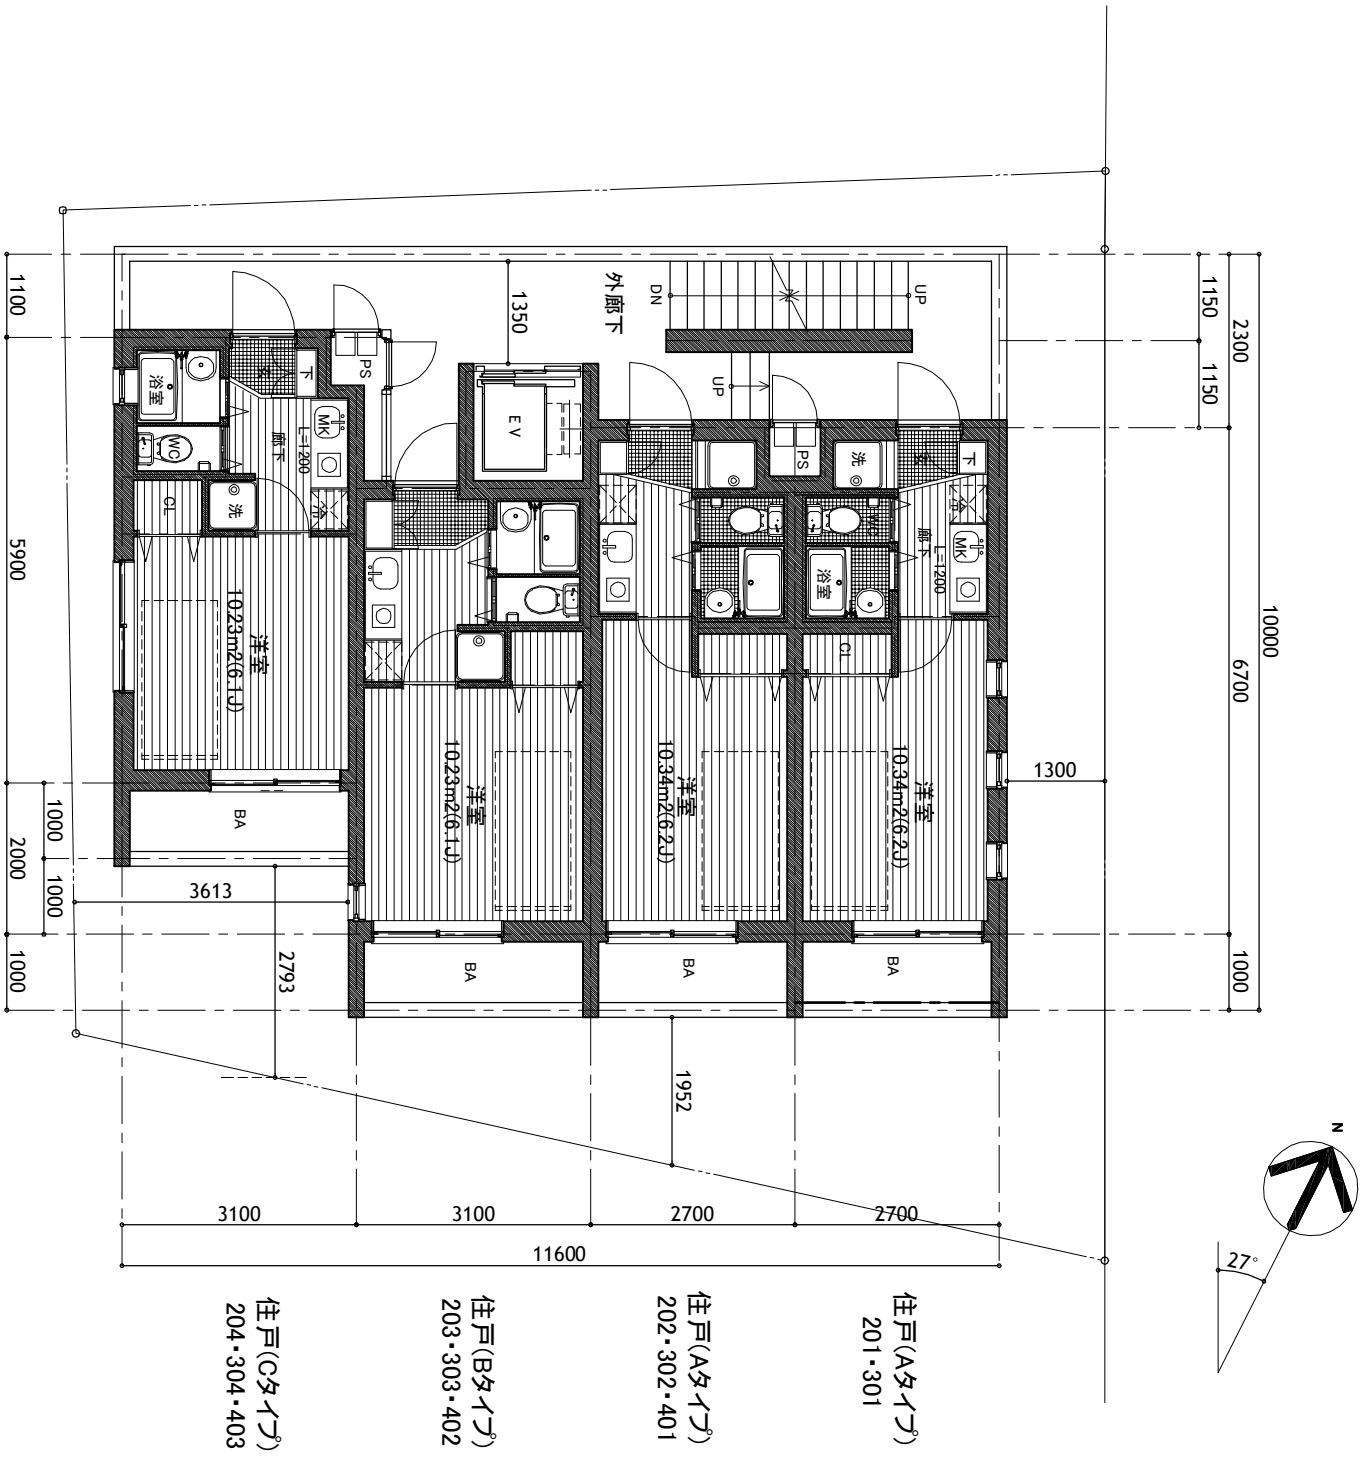 1100
5900
2000
1000
1000
1000
3613
2793
1952
1350
1300
1150
1150
2300
6700
1000
10000
3100
3100
2700
2700
11600
外廊下
DN
UP
UP
EV
PS
PS
浴室
WC
CL
洗
玄
下
廊下
L=1200
MK
冷
洋室
10.23m2(6.1J)
BA
洋室
10.23m2(6.1J)
BA
洋室
10.34m2(6.2J)
BA
洗
玄
下
冷
WC
廊下
L=1200
MK
浴室
CL
洋室
10.34m2(6.2J)
BA
N
27°
住戸(Aタイプ)
201・301
住戸(Aタイプ)
202・302・401
住戸(Bタイプ)
203・303・402
住戸(Cタイプ)
204・304・403